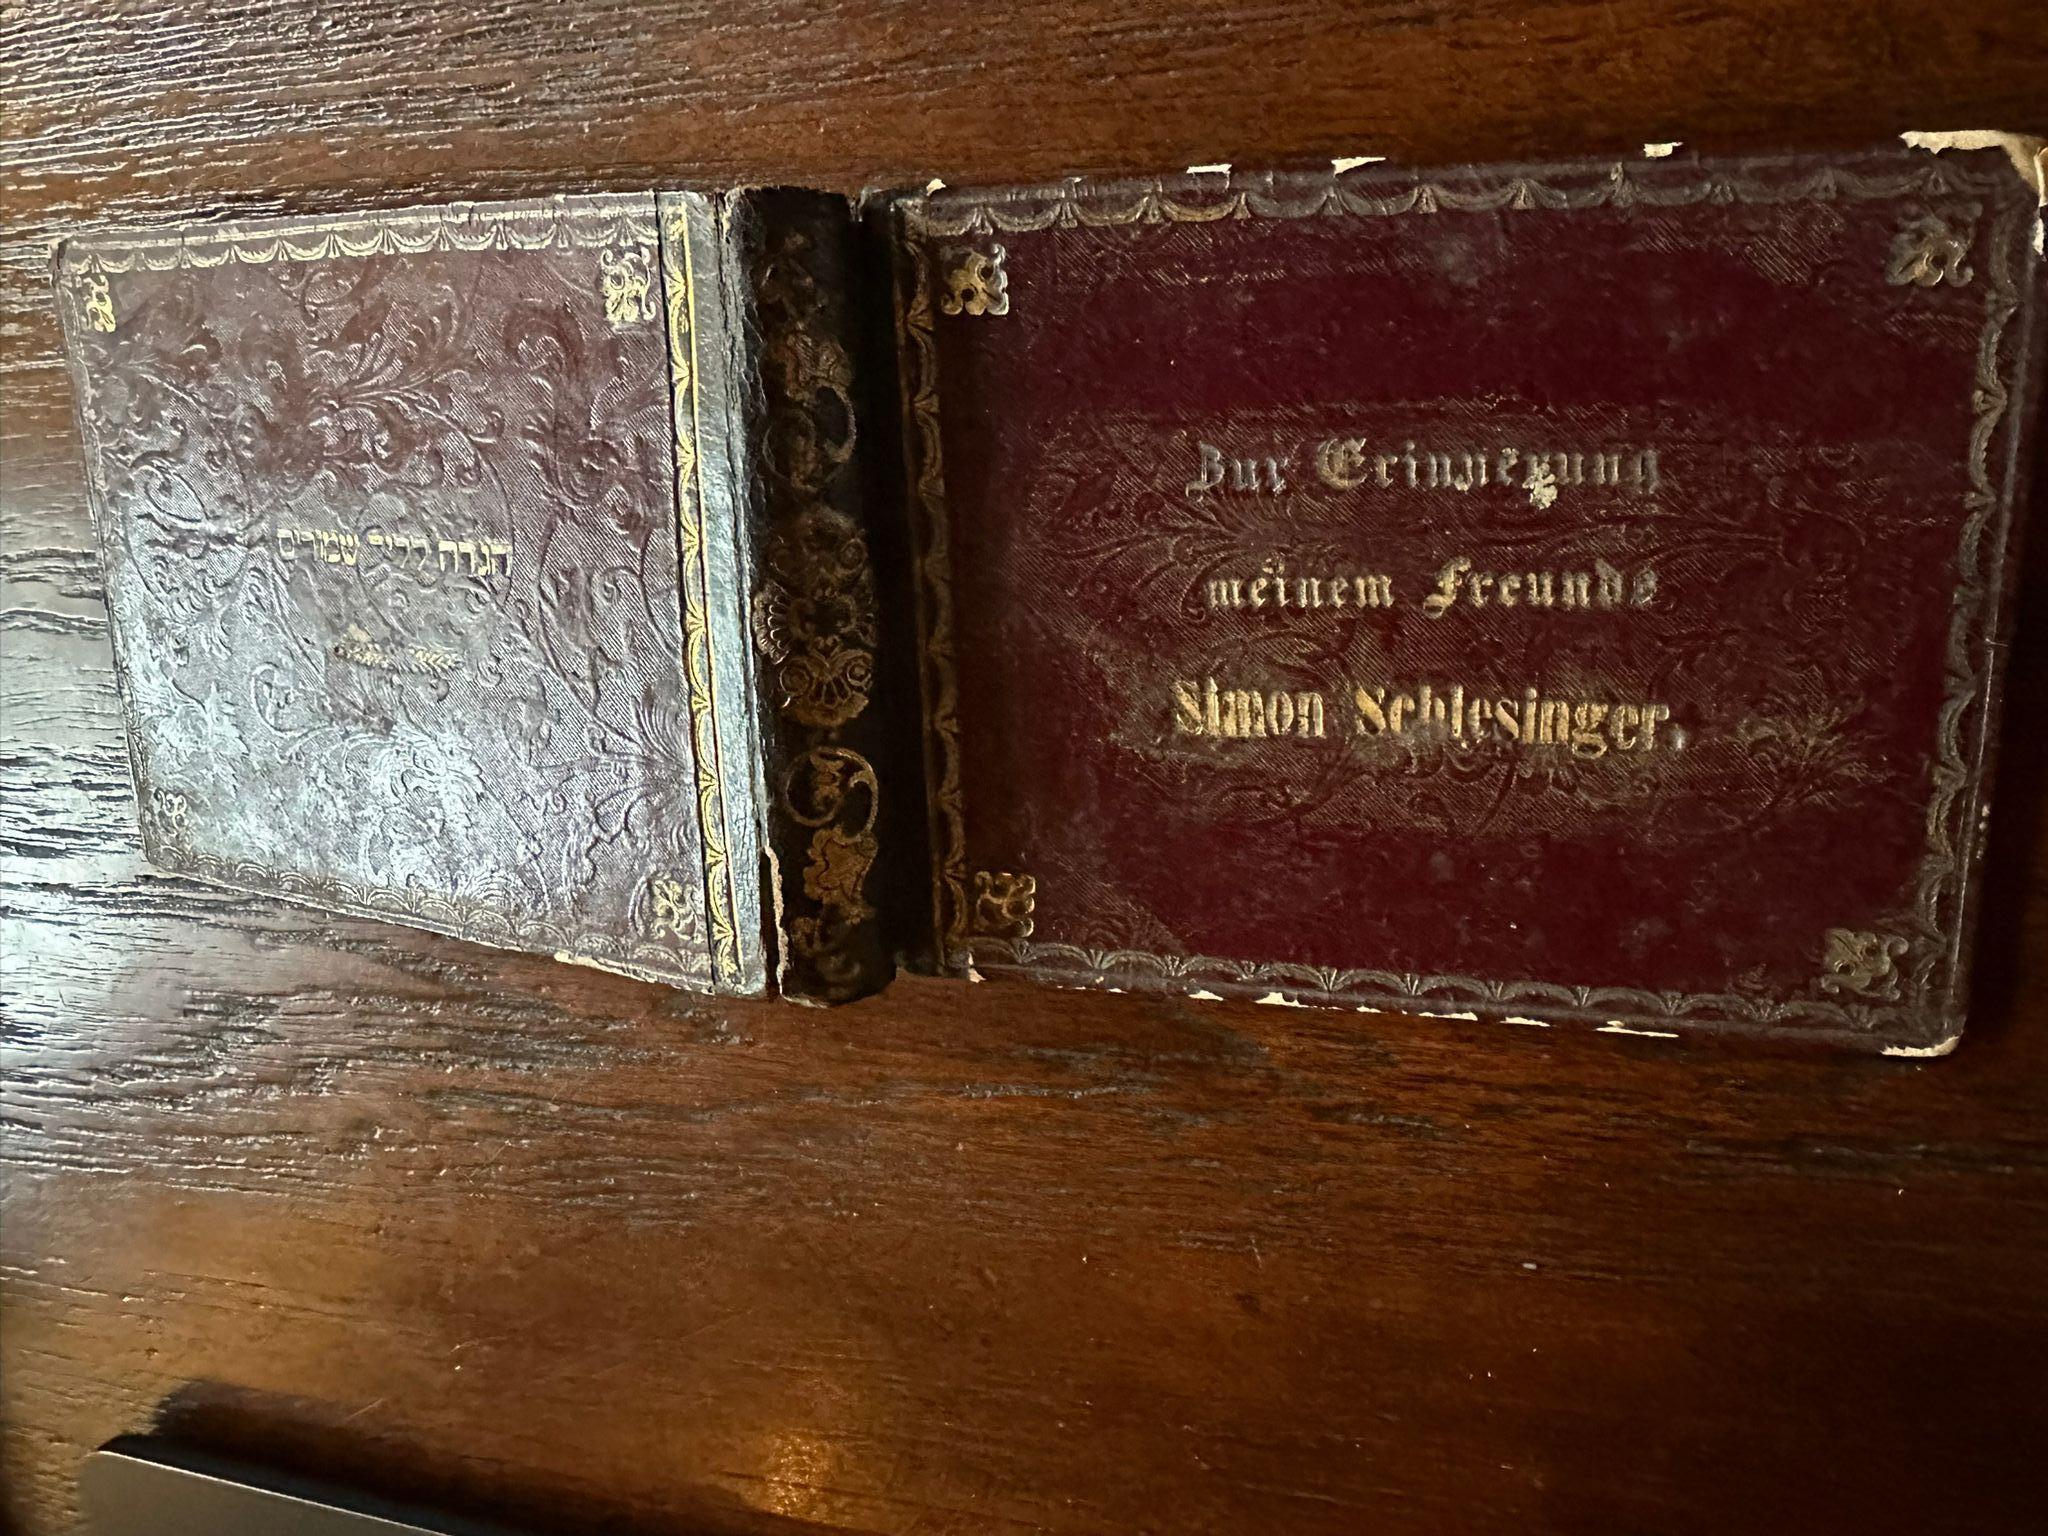 הגדה לליל שמורים
Zur Erinnerung
meinem Freunde
Simon Schlesinger.